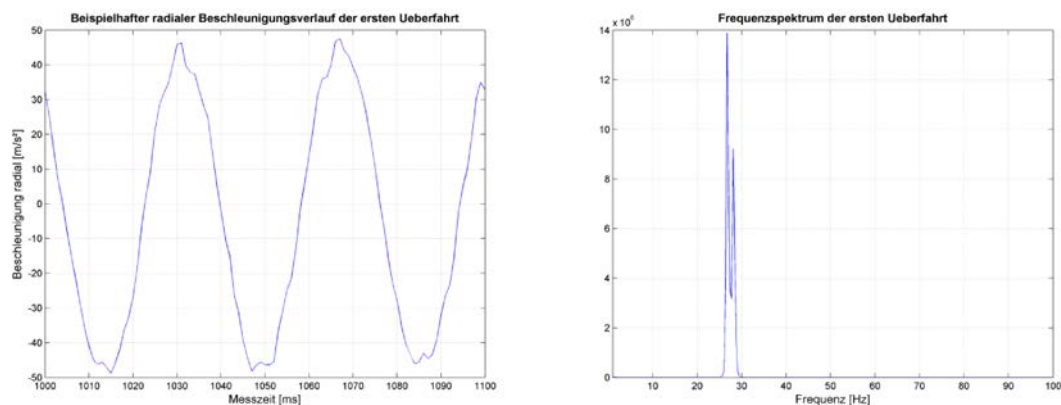 Beispielhafter radialer Beschleunigungsverlauf der ersten Ueberfahrt
50
40
30
20
10
0
-10
-20
-30
-40
-50
Beschleunigung radial [m/s²]
1000 1010 1020 1030 1040 1050 1060 1070 1080 1090 1100
Messzeit [ms]
Frequenzspektrum der ersten Ueberfahrt
14
12
10
8
6
4
2
0
10 20 30 40 50 60 70 80 90 100
Frequenz [Hz]